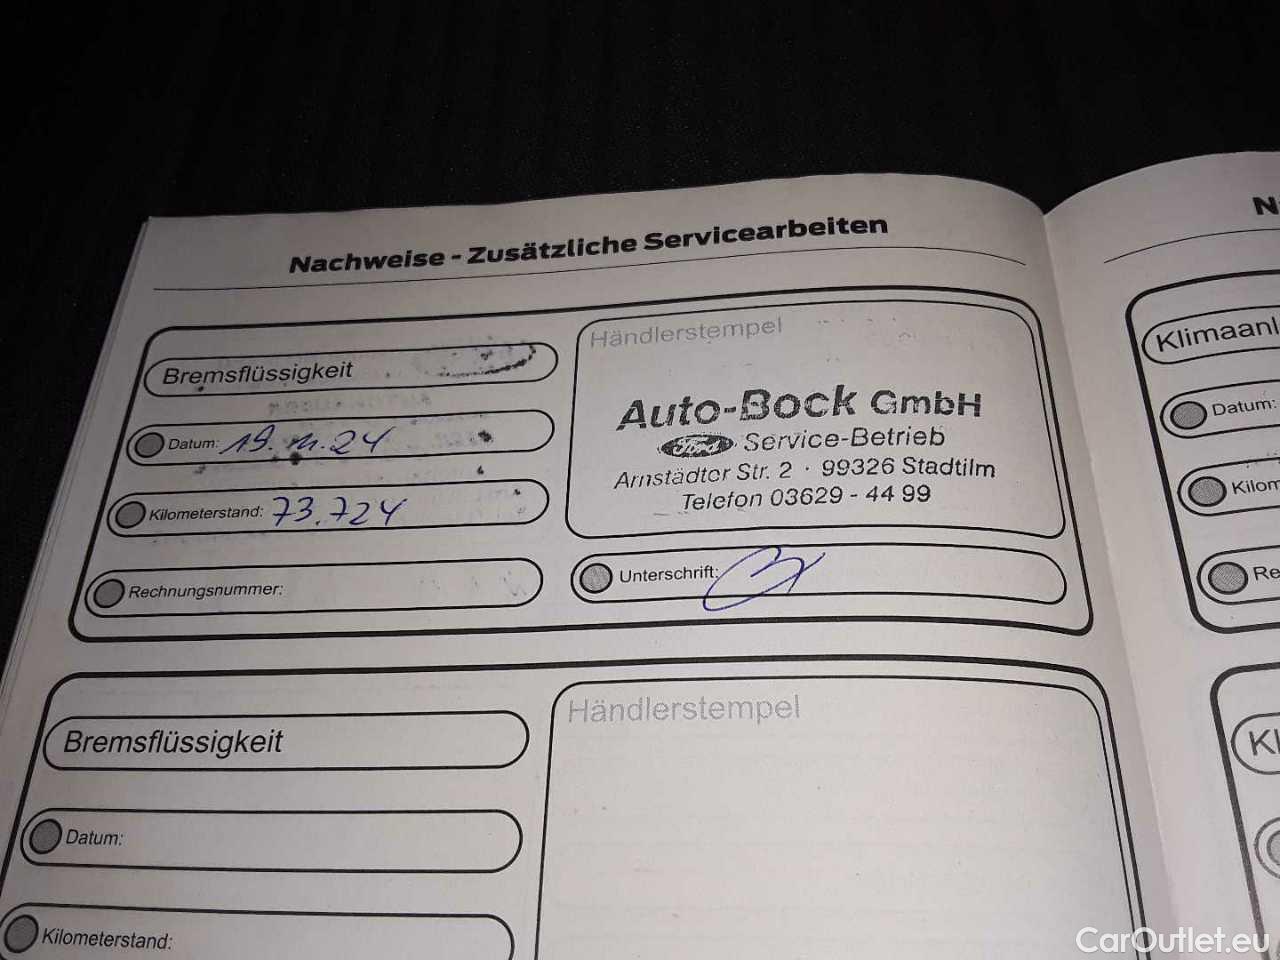 Nachweise - Zusätzliche Servicearbeiten
Bremsflüssigkeit
Datum: 19.11.24
Kilometerstand: 73.724
Rechnungsnummer:
Händlerstempel
Auto-Bock GmbH
Ford Service-Betrieb
Arnstädter Str. 2 · 99326 Stadtilm
Telefon 03629 - 44 99
Unterschrift:
Bremsflüssigkeit
Datum:
Kilometerstand:
Händlerstempel
N
Klimaanl
Datum:
Kilom
Re
Kl
CarOutlet.eu